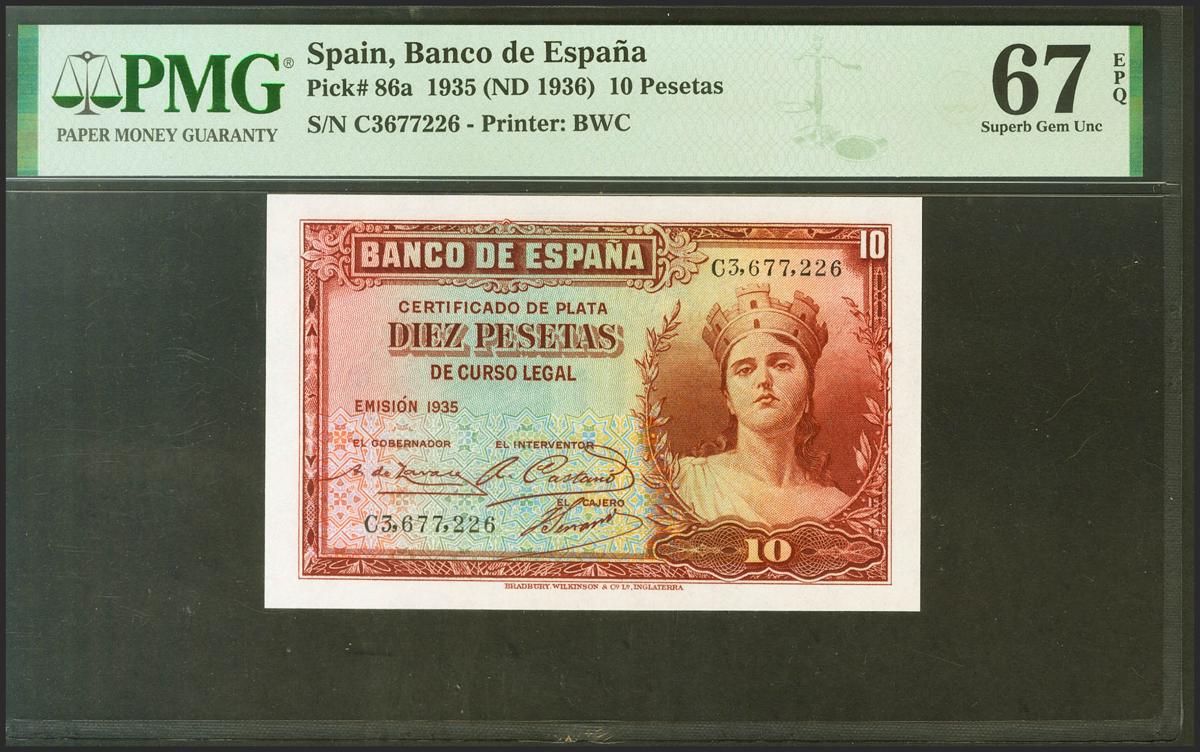 PMG®
PAPER MONEY GUARANTY
Spain, Banco de España
Pick# 86a 1935 (ND 1936) 10 Pesetas
S/N C3677226 - Printer: BWC
67
EPQ
Superb Gem Unc
BANCO DE ESPAÑA
10
C3,677,226
CERTIFICADO DE PLATA
DIEZ PESETAS
DE CURSO LEGAL
EMISIÓN 1935
EL GOBERNADOR EL INTERVENTOR
EL CAJERO
C3,677,226
10
BRADBURY, WILKINSON & Cº Lº, INGLATERRA